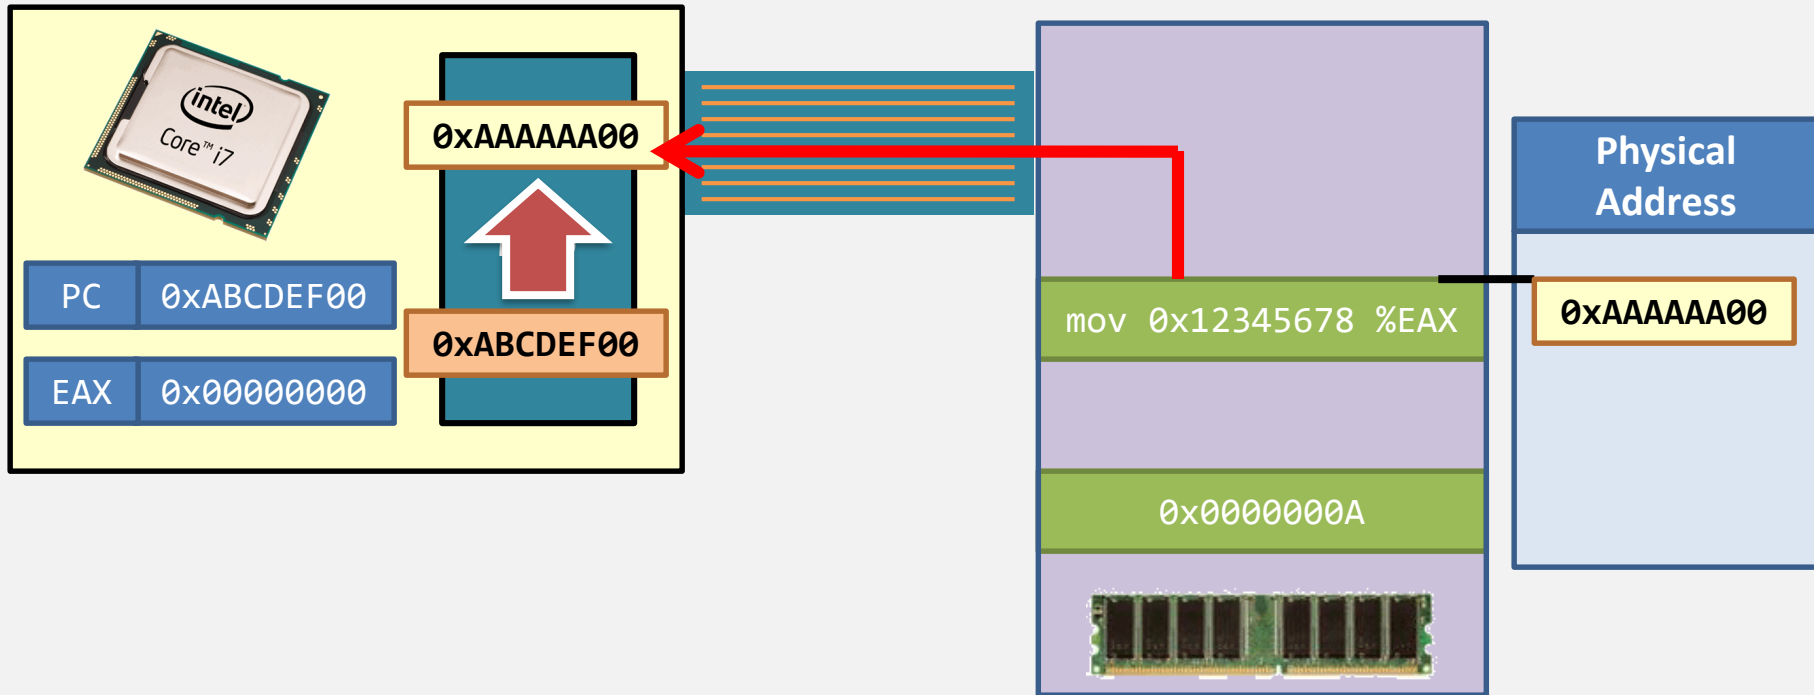 intel
Core™ i7
0xAAAAAA00
PC 0xABCDEF00
0xABCDEF00
EAX 0x00000000
mov 0x12345678 %EAX
0x0000000A
Physical
Address
0xAAAAAA00